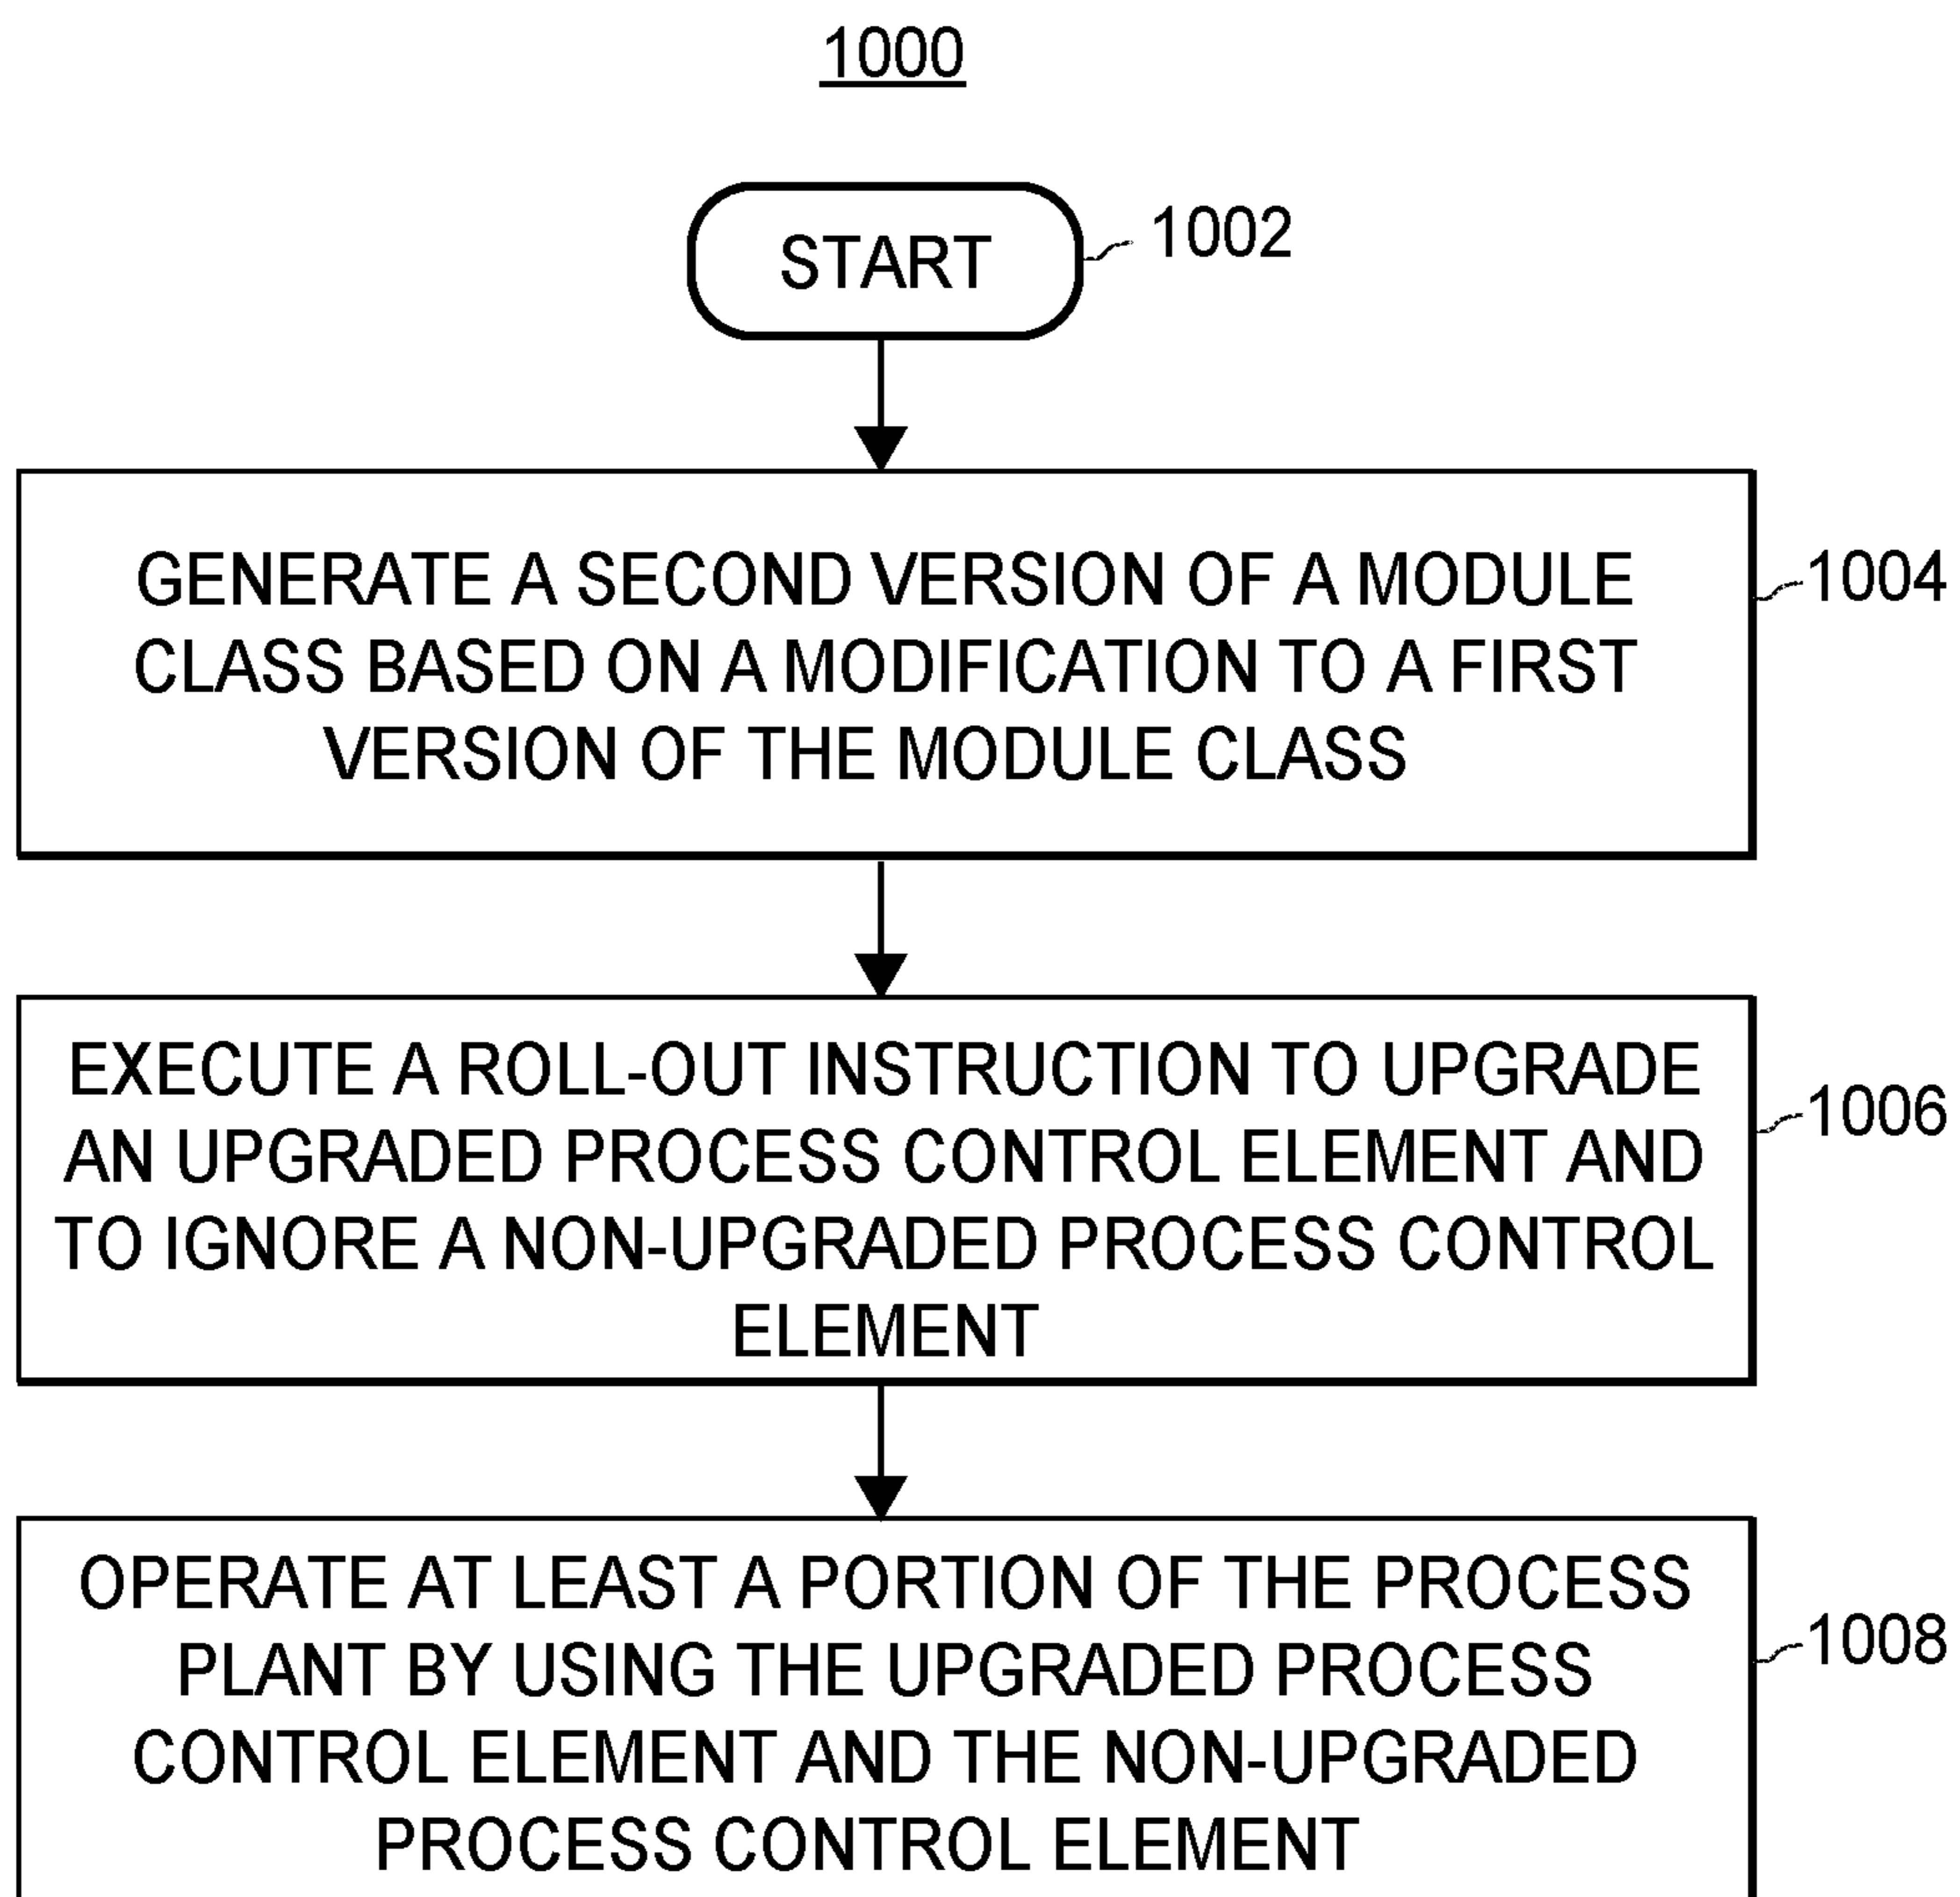 1000
START
1002
GENERATE A SECOND VERSION OF A MODULE
CLASS BASED ON A MODIFICATION TO A FIRST
VERSION OF THE MODULE CLASS
1004
EXECUTE A ROLL-OUT INSTRUCTION TO UPGRADE
AN UPGRADED PROCESS CONTROL ELEMENT AND
TO IGNORE A NON-UPGRADED PROCESS CONTROL
ELEMENT
1006
OPERATE AT LEAST A PORTION OF THE PROCESS
PLANT BY USING THE UPGRADED PROCESS
CONTROL ELEMENT AND THE NON-UPGRADED
PROCESS CONTROL ELEMENT
1008